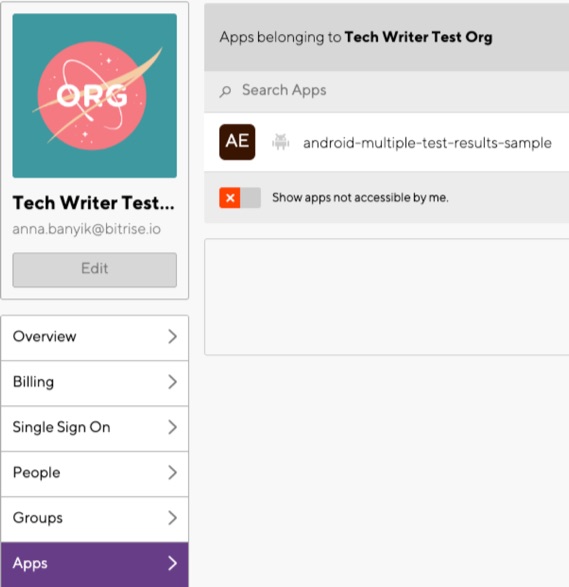 ORG
Tech Writer Test...
anna.banyik@bitrise.io
Edit
Overview
Billing
Single Sign On
People
Groups
Apps
Apps belonging to Tech Writer Test Org
Search Apps
AE android-multiple-test-results-sample
Show apps not accessible by me.